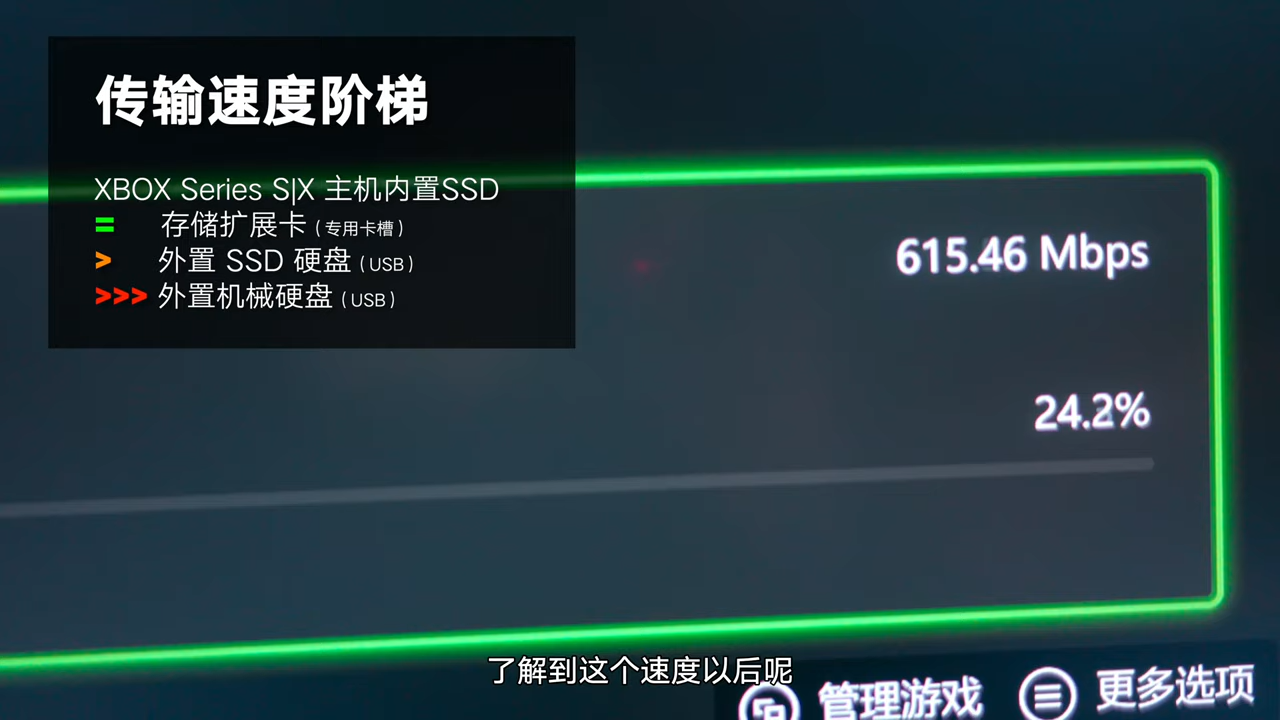 传输速度阶梯
XBOX Series S|X 主机内置SSD
= 存储扩展卡 (专用卡槽)
> 外置 SSD 硬盘 (USB)
>>> 外置机械硬盘 (USB)
615.46 Mbps
24.2%
了解到这个速度以后呢
管理游戏
更多选项